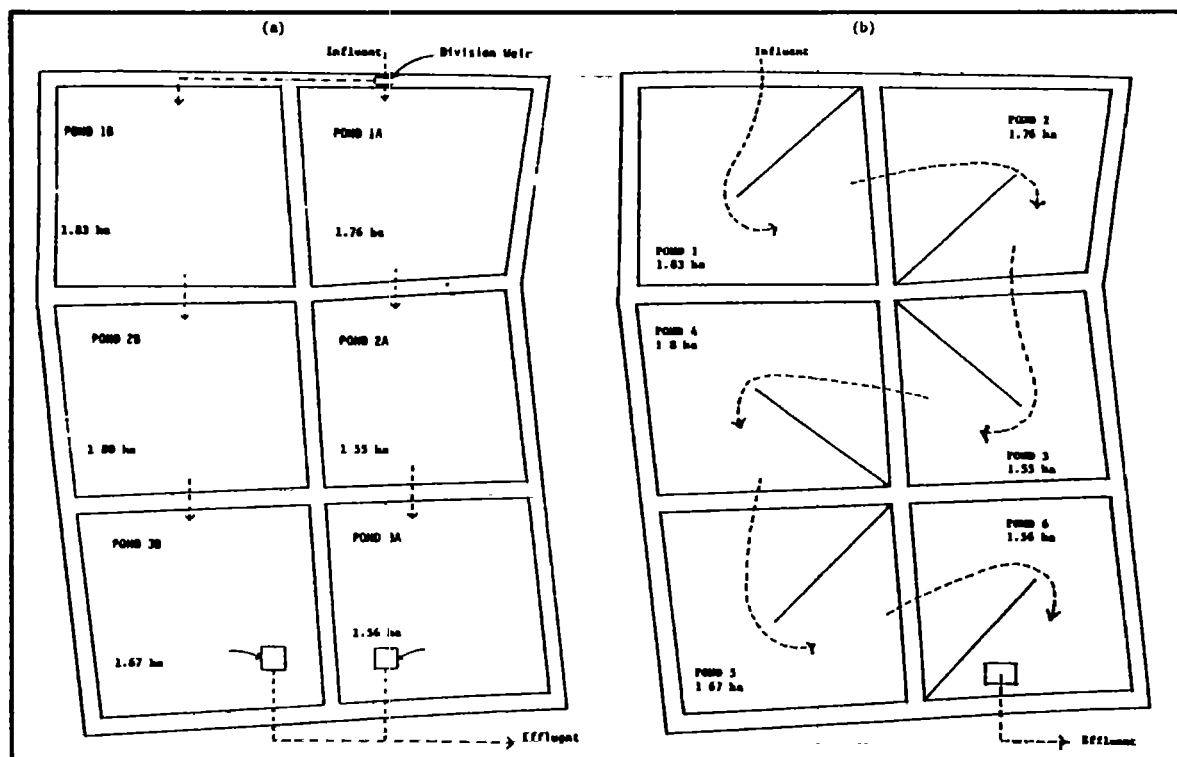 (a)
Influent
Division Weir
POND 1B
POND 1A
1.83 ha
1.76 ha
POND 2B
POND 2A
1.80 ha
1 55 ha
POND 3B
POND 3A
1.67 ha
1.56 ha
Effluent
(b)
Influent
POND 2
1.76 ha
POND 1
1.83 ha
POND 4
1 8 ha
POND 3
1.55 ha
POND 6
1.56 ha
POND 5
1 67 ha
Effluent